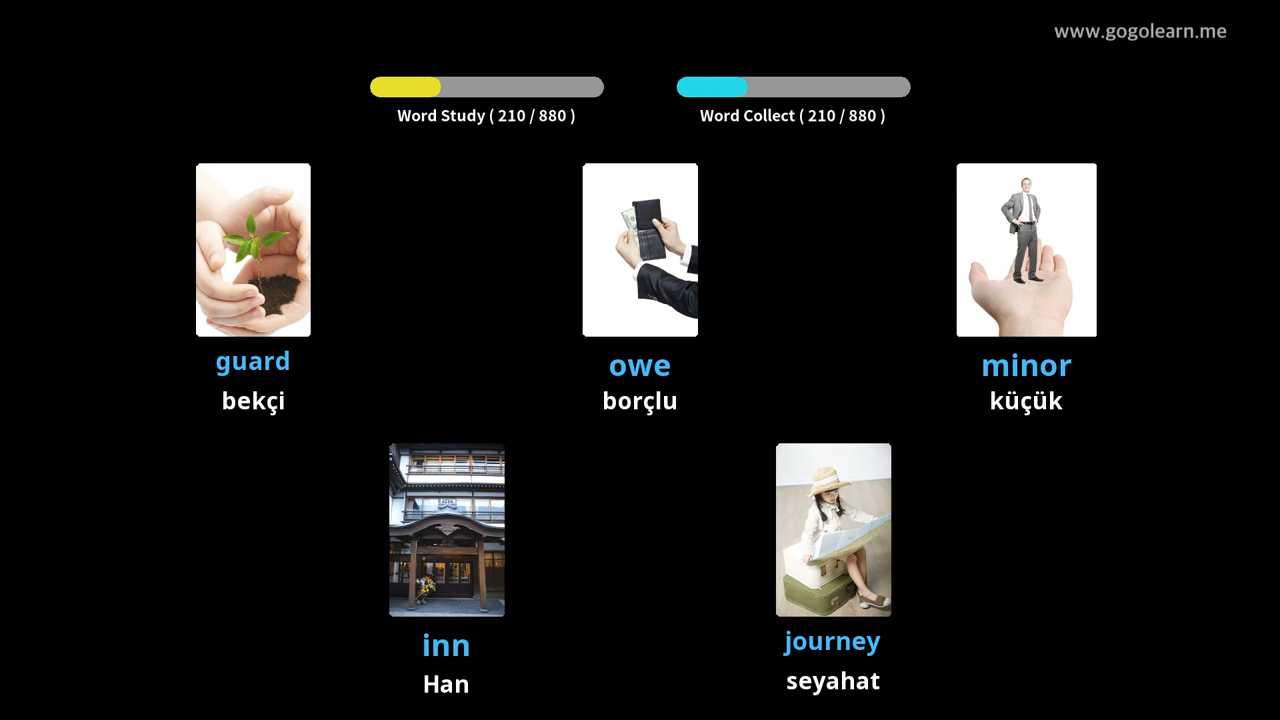 www.gogolearn.me
Word Study ( 210 / 880 )
Word Collect ( 210 / 880 )
guard
bekçi
owe
borçlu
minor
küçük
inn
Han
journey
seyahat